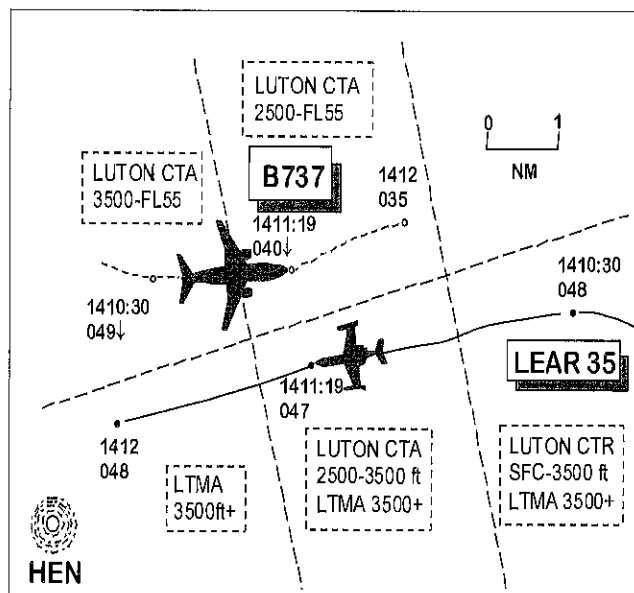 LUTON CTA
2500-FL55
LUTON CTA
3500-FL55
B737
1412
035
0 1
NM
1411:19
040↓
1410:30
049↓
1410:30
048
LEAR 35
1411:19
047
1412
048
LTMA
3500ft+
LUTON CTA
2500-3500 ft
LTMA 3500+
LUTON CTR
SFC-3500 ft
LTMA 3500+
HEN